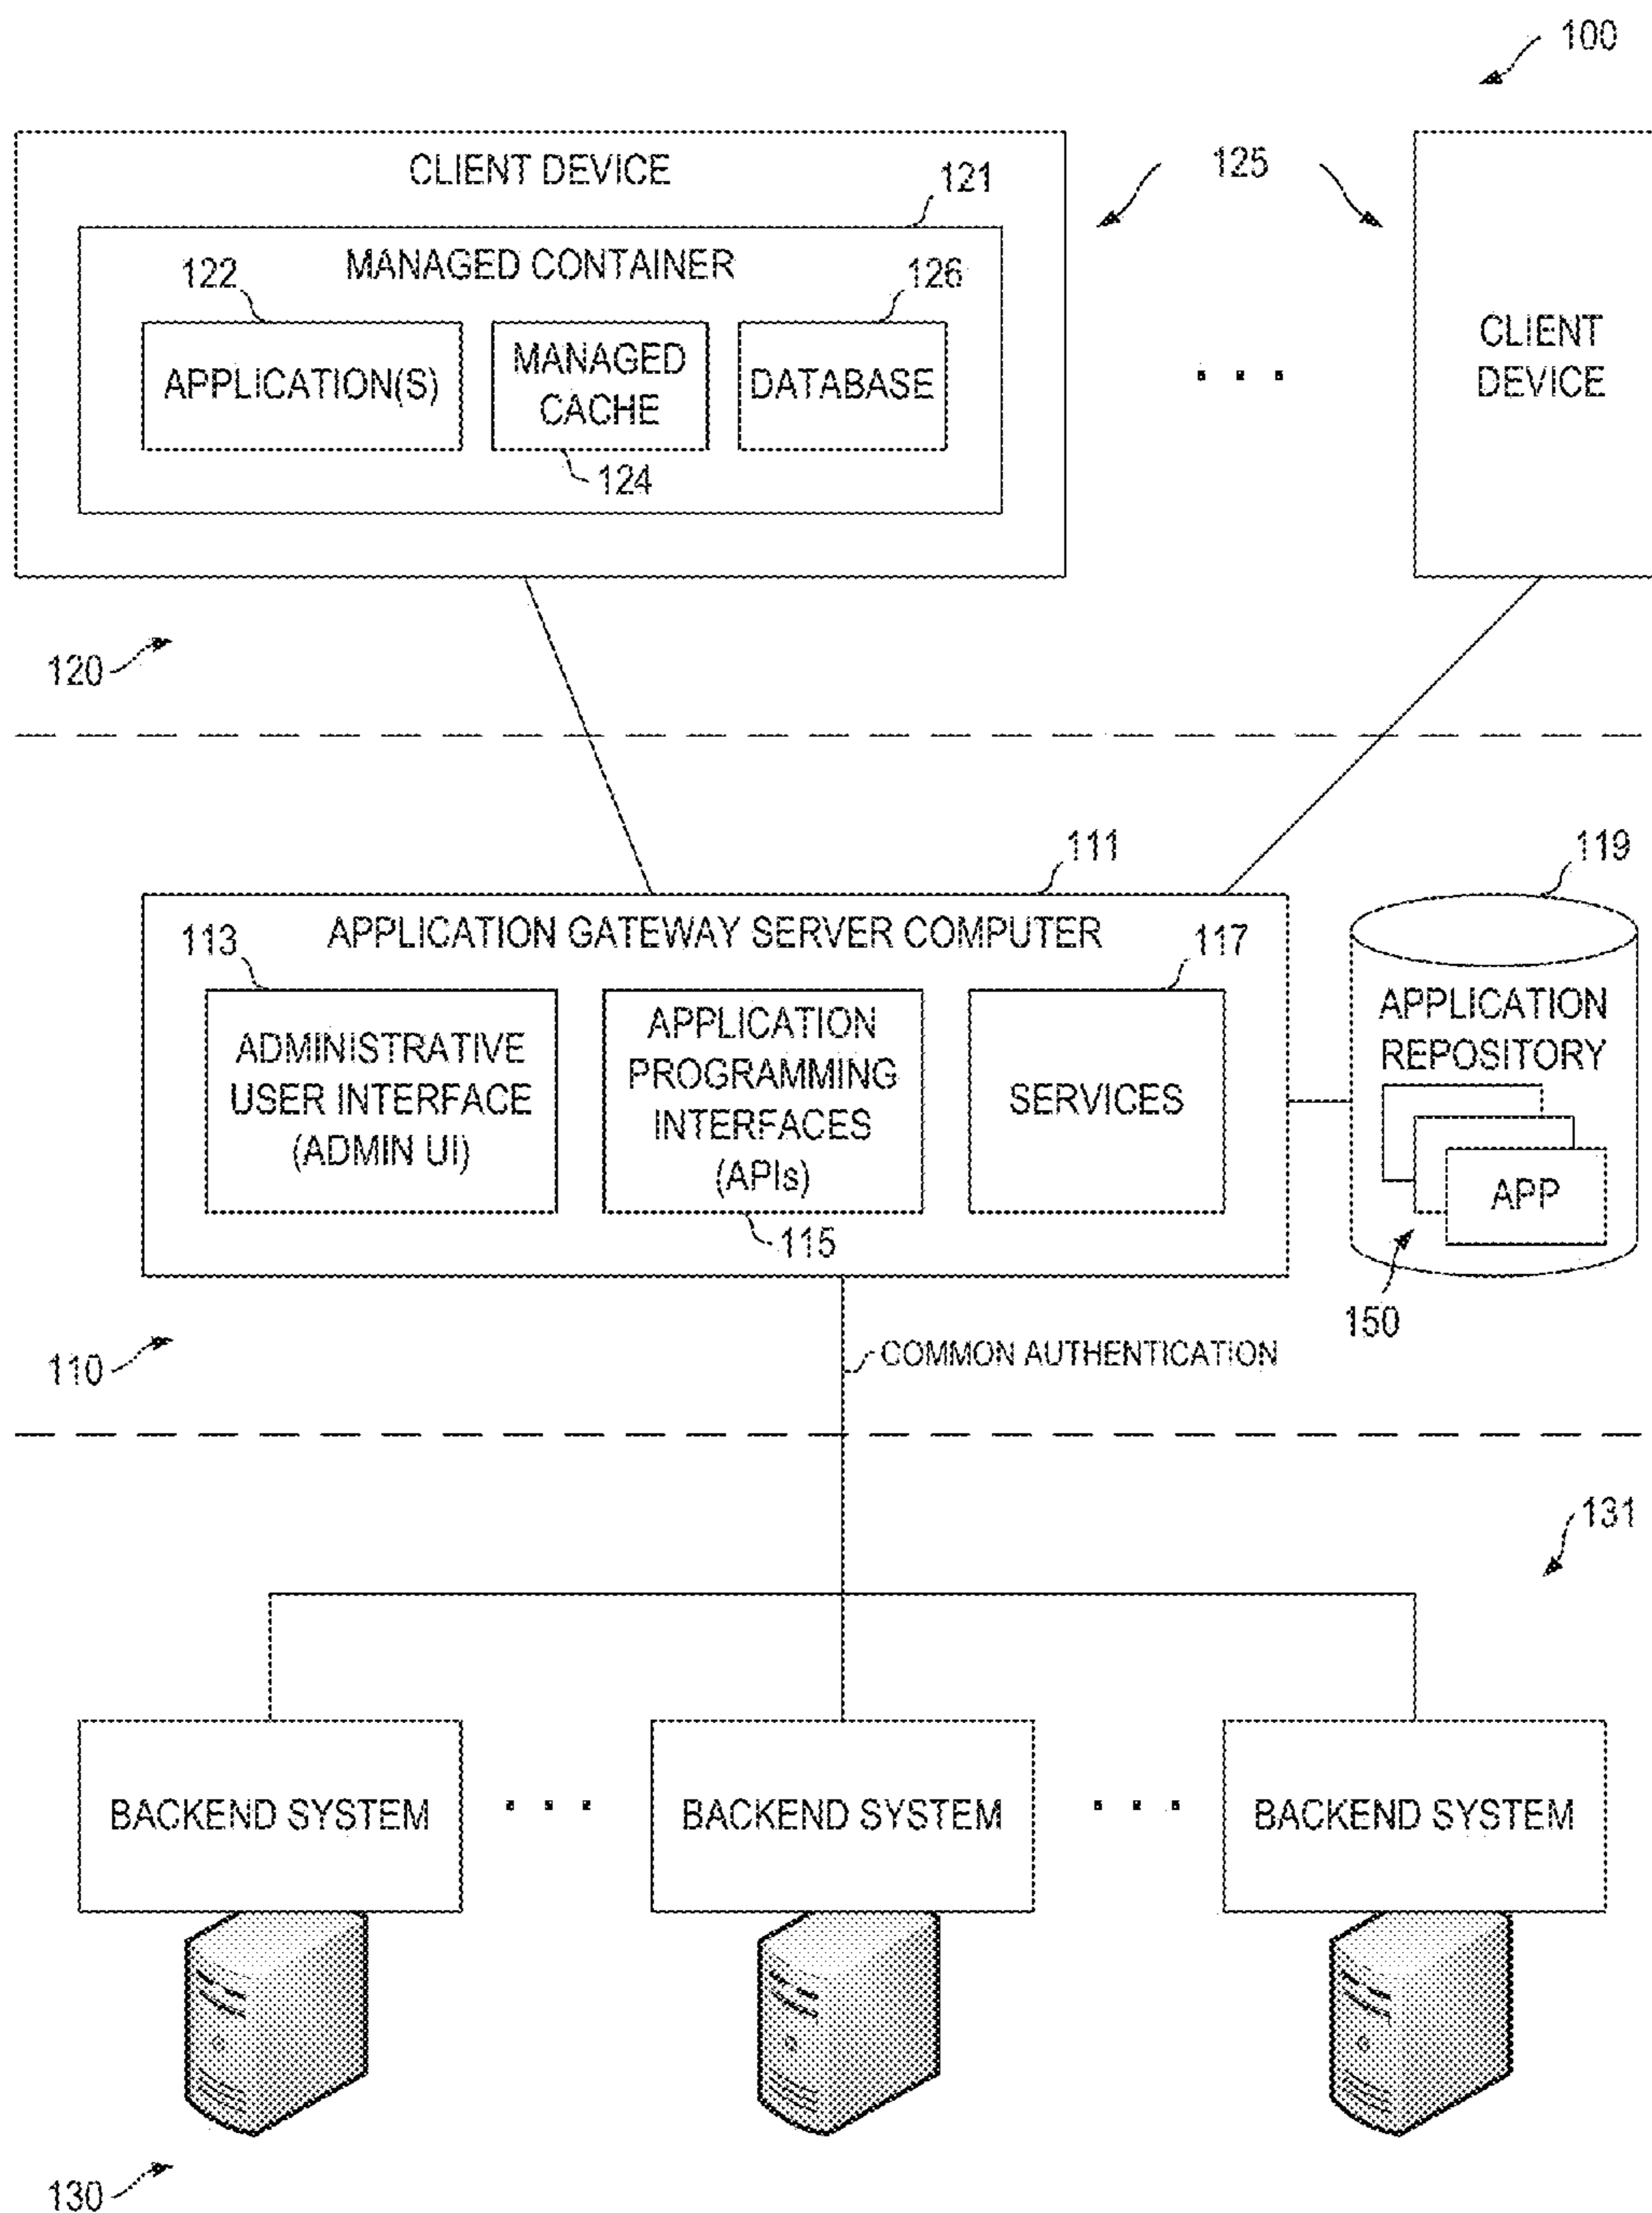 100
CLIENT DEVICE
125
121
MANAGED CONTAINER
122
126
APPLICATION(S)
MANAGED
CACHE
DATABASE
124
CLIENT
DEVICE
120
111
119
APPLICATION GATEWAY SERVER COMPUTER
113
117
ADMINISTRATIVE
USER INTERFACE
(ADMIN UI)
APPLICATION
PROGRAMMING
INTERFACES
(APIs)
SERVICES
115
APPLICATION
REPOSITORY
APP
150
110
COMMON AUTHENTICATION
131
BACKEND SYSTEM
BACKEND SYSTEM
BACKEND SYSTEM
130